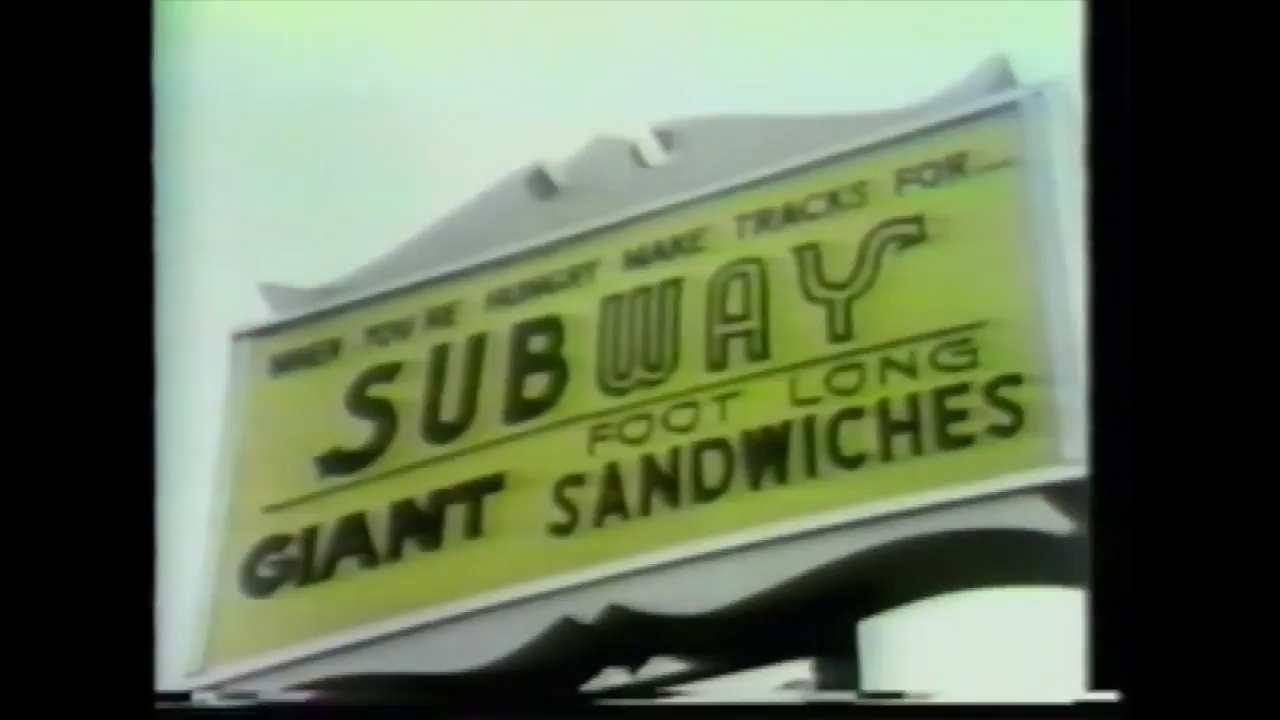 WHEN YOU'RE HUNGRY MAKE TRACKS FOR...
SUBWAY
FOOT LONG
GIANT SANDWICHES